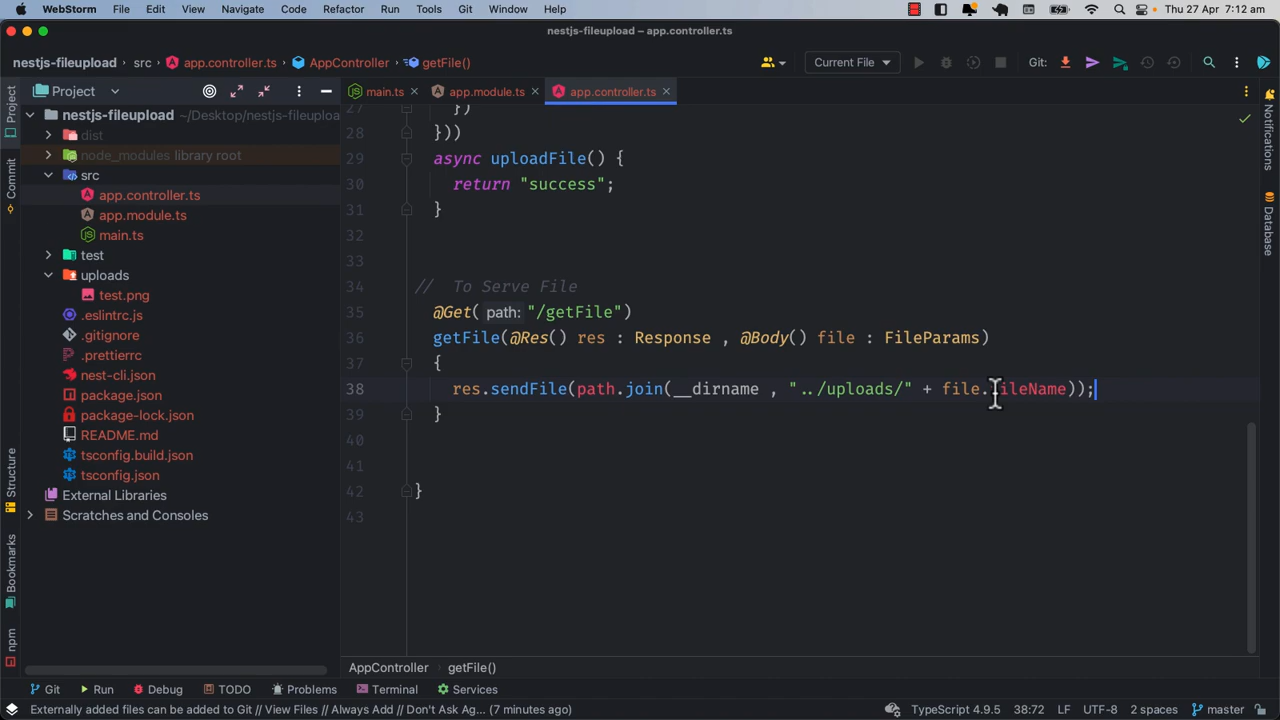 WebStorm File Edit View Navigate Code Refactor Run Tools Git Window Help Thu 27 Apr 7:12 am
nestjs-fileupload – app.controller.ts
nestjs-fileupload src app.controller.ts AppController getFile() Current File Git:
Project main.ts app.module.ts app.controller.ts
Project
Commit
Structure
Bookmarks
npm
nestjs-fileupload ~/Desktop/nestjs-fileuploa
dist
node_modules library root
src
app.controller.ts
app.module.ts
main.ts
test
uploads
test.png
.eslintrc.js
.gitignore
.prettierrc
nest-cli.json
package.json
package-lock.json
README.md
tsconfig.build.json
tsconfig.json
External Libraries
Scratches and Consoles
27 })
28 }))
29 async uploadFile() {
30 return "success";
31 }
32
33
34 // To Serve File
35 @Get( path: "/getFile")
36 getFile(@Res() res : Response , @Body() file : FileParams)
37 {
38 res.sendFile(path.join(__dirname , "../uploads/" + file.fileName));
39 }
40
41
42 }
43
Notifications
Database
AppController getFile()
Git Run Debug TODO Problems Terminal Services
Externally added files can be added to Git // View Files // Always Add // Don't Ask Ag... (7 minutes ago) TypeScript 4.9.5 38:72 LF UTF-8 2 spaces master